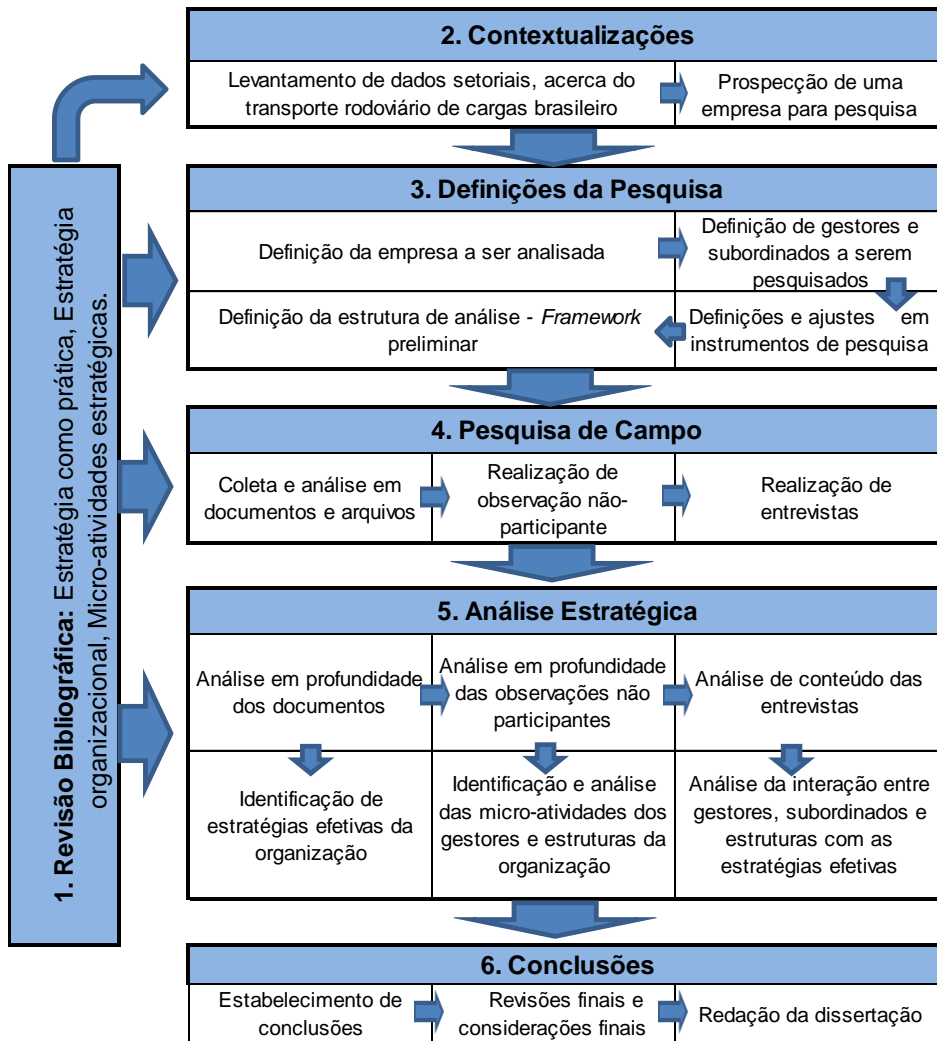 1. Revisão Bibliográfica: Estratégia como prática, Estratégia
organizacional, Micro-atividades estratégicas.
2. Contextualizações
Levantamento de dados setoriais, acerca do
transporte rodoviário de cargas brasileiro
Prospecção de uma
empresa para pesquisa
3. Definições da Pesquisa
Definição da empresa a ser analisada
Definição de gestores e
subordinados a serem
pesquisados
Definição da estrutura de análise - Framework
preliminar
Definições e ajustes em
instrumentos de pesquisa
4. Pesquisa de Campo
Coleta e análise em
documentos e arquivos
Realização de
observação não-
participante
Realização de
entrevistas
5. Análise Estratégica
Análise em profundidade
dos documentos
Análise em profundidade
das observações não
participantes
Análise de conteúdo das
entrevistas
Identificação de
estratégias efetivas da
organização
Identificação e análise
das micro-atividades dos
gestores e estruturas da
organização
Análise da interação entre
gestores, subordinados e
estruturas com as
estratégias efetivas
6. Conclusões
Estabelecimento de
conclusões
Revisões finais e
considerações finais
Redação da dissertação